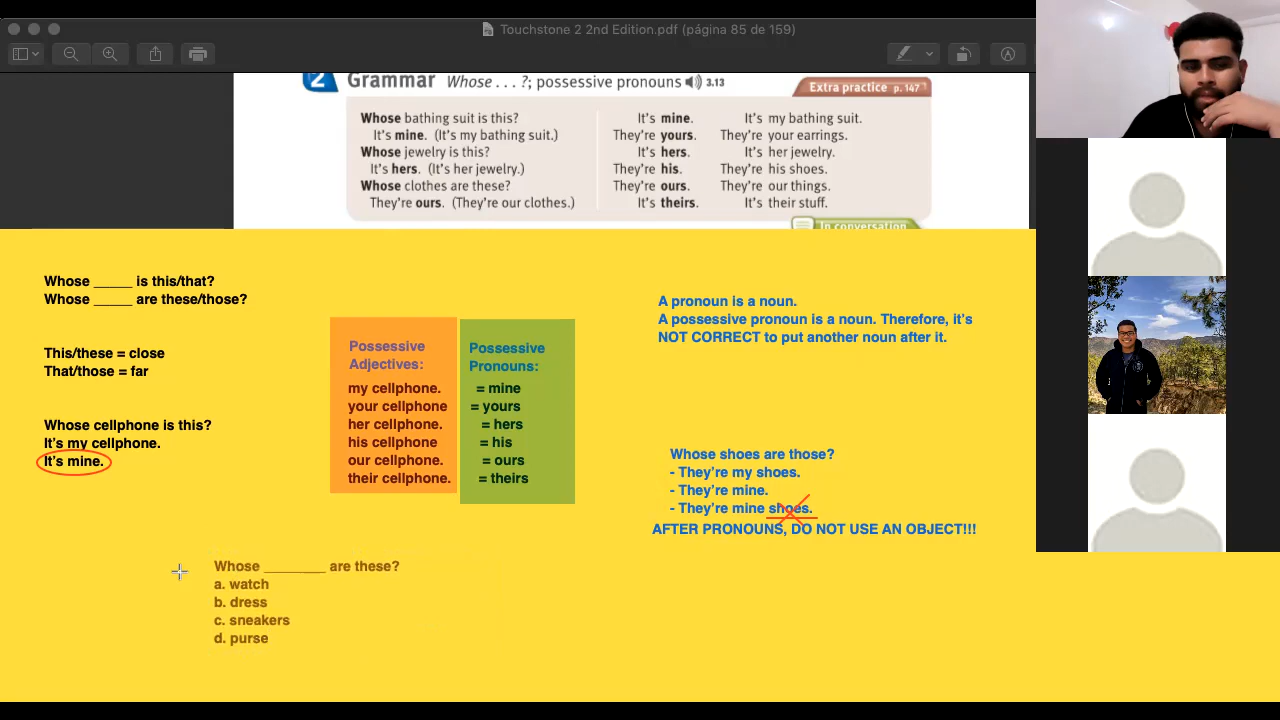 Touchstone 2 2nd Edition.pdf (página 85 de 159)
2 Grammar Whose . . . ?; possessive pronouns 3.13
Extra practice p. 147
Whose bathing suit is this?
It's mine. (It's my bathing suit.)
Whose jewelry is this?
It's hers. (It's her jewelry.)
Whose clothes are these?
They're ours. (They're our clothes.)
It's mine. It's my bathing suit.
They're yours. They're your earrings.
It's hers. It's her jewelry.
They're his. They're his shoes.
They're ours. They're our things.
It's theirs. It's their stuff.
In conversation
Whose _____ is this/that?
Whose _____ are these/those?
This/these = close
That/those = far
Whose cellphone is this?
It's my cellphone.
It's mine.
Possessive
Adjectives:
my cellphone.
your cellphone
her cellphone.
his cellphone
our cellphone.
their cellphone.
Possessive
Pronouns:
= mine
= yours
= hers
= his
= ours
= theirs
A pronoun is a noun.
A possessive pronoun is a noun. Therefore, it's
NOT CORRECT to put another noun after it.
Whose shoes are those?
- They're my shoes.
- They're mine.
- They're mine shoes.
AFTER PRONOUNS, DO NOT USE AN OBJECT!!!
Whose ________ are these?
a. watch
b. dress
c. sneakers
d. purse